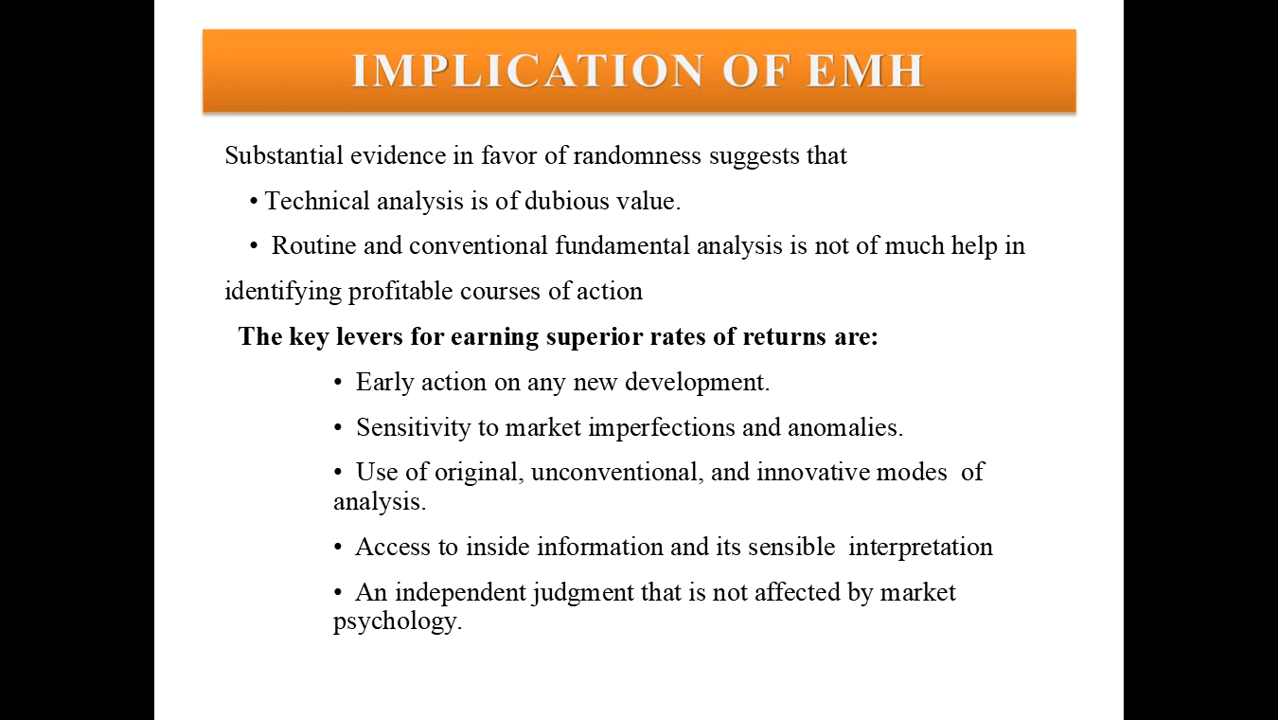 IMPLICATION OF EMH
Substantial evidence in favor of randomness suggests that
• Technical analysis is of dubious value.
• Routine and conventional fundamental analysis is not of much help in
identifying profitable courses of action
The key levers for earning superior rates of returns are:
• Early action on any new development.
• Sensitivity to market imperfections and anomalies.
• Use of original, unconventional, and innovative modes of
analysis.
• Access to inside information and its sensible interpretation
• An independent judgment that is not affected by market
psychology.